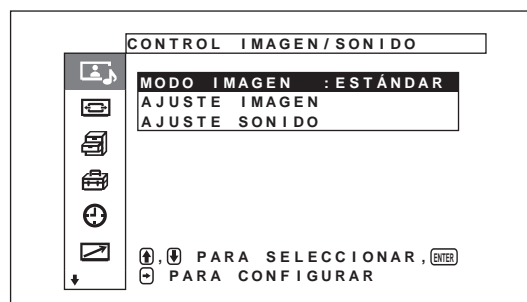 CONTROL IMAGEN/SONIDO
MODO IMAGEN :ESTÁNDAR
AJUSTE IMAGEN
AJUSTE SONIDO
, PARA SELECCIONAR, ENTER
PARA CONFIGURAR